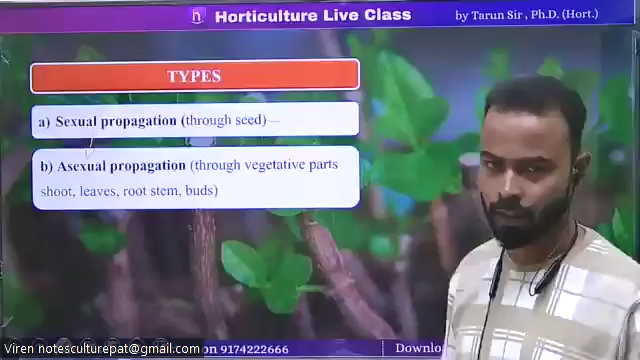 h Horticulture Live Class
by Tarun Sir , Ph.D. (Hort.)
TYPES
a) Sexual propagation (through seed)
b) Asexual propagation (through vegetative parts
shoot, leaves, root stem, buds)
Viren notesculturepat@gmail.com
on 9174222666
Downlo